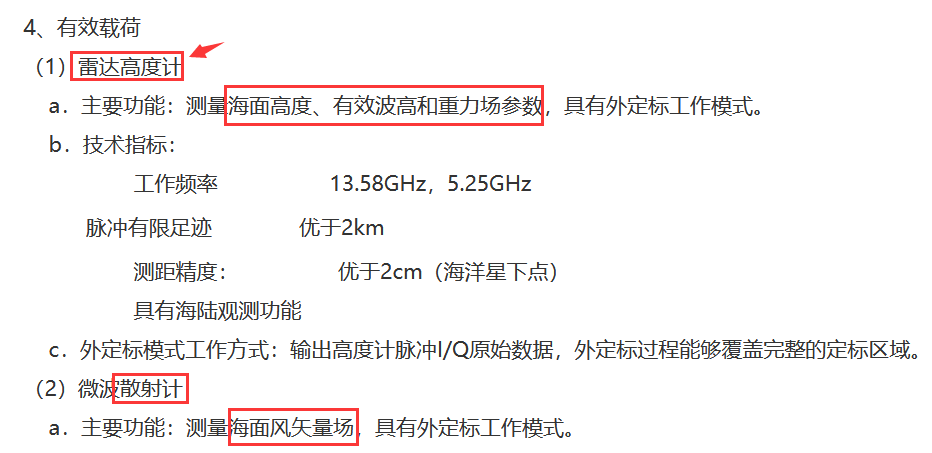 4、有效载荷
（1）雷达高度计
a．主要功能：测量海面高度、有效波高和重力场参数，具有外定标工作模式。
b．技术指标：
工作频率 13.58GHz，5.25GHz
脉冲有限足迹 优于2km
测距精度： 优于2cm（海洋星下点）
具有海陆观测功能
c．外定标模式工作方式：输出高度计脉冲I/Q原始数据，外定标过程能够覆盖完整的定标区域。
（2）微波散射计
a．主要功能：测量海面风矢量场，具有外定标工作模式。